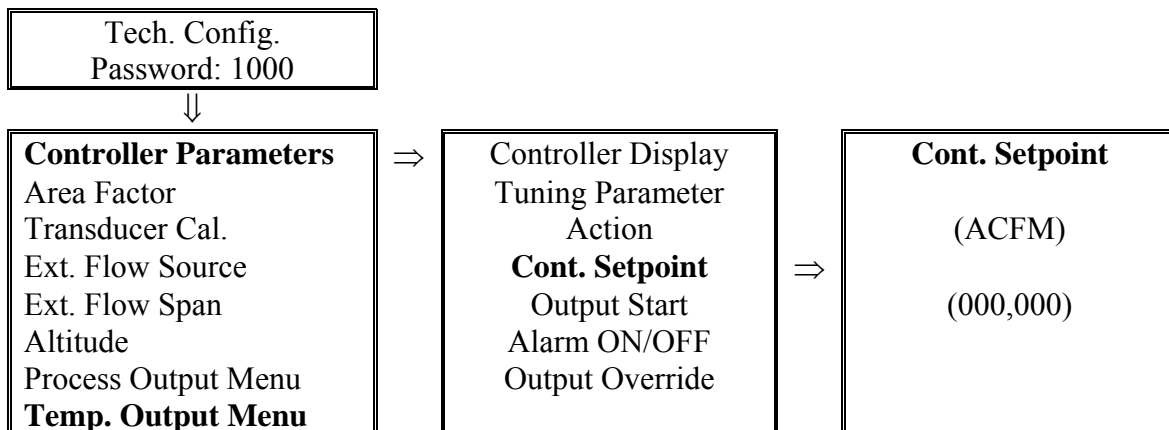 Tech. Config.
Password: 1000
⇓
Controller Parameters
Area Factor
Transducer Cal.
Ext. Flow Source
Ext. Flow Span
Altitude
Process Output Menu
Temp. Output Menu
⇒
Controller Display
Tuning Parameter
Action
Cont. Setpoint
Output Start
Alarm ON/OFF
Output Override
⇒
Cont. Setpoint
(ACFM)
(000,000)